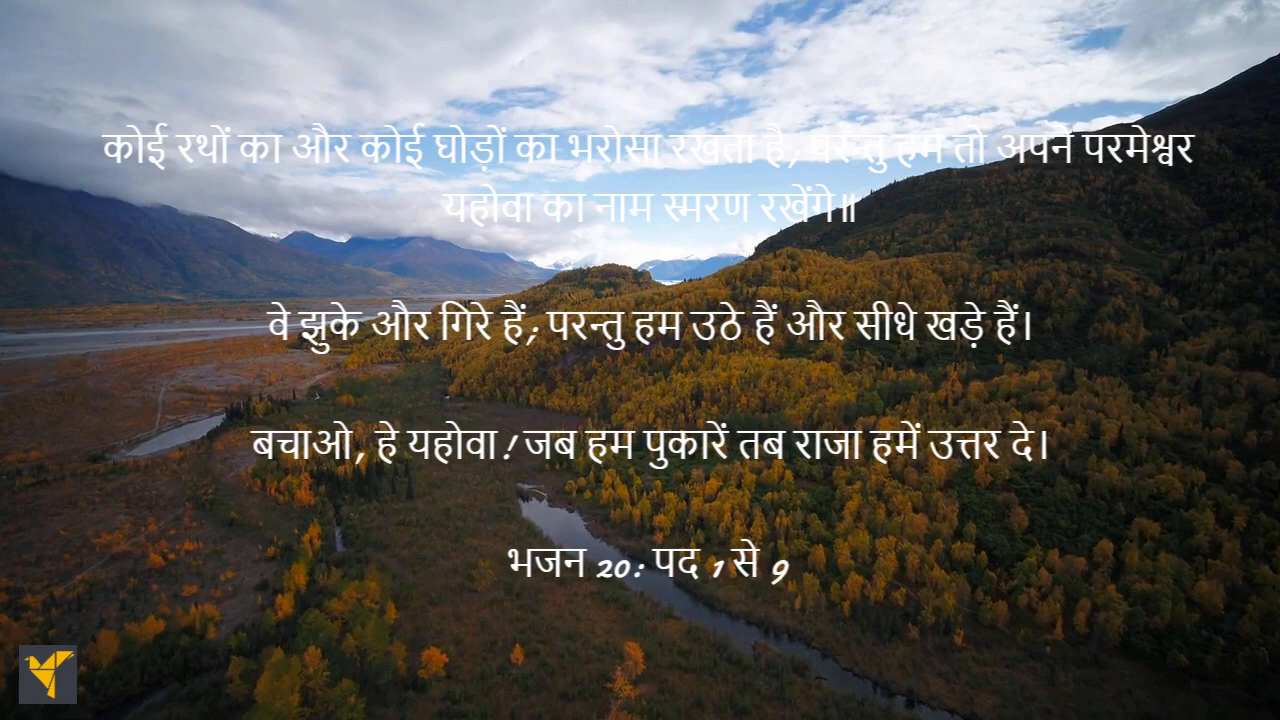 कोई रथों का और कोई घोड़ों का भरोसा रखता है; परन्तु हम तो अपने परमेश्वर
यहोवा का नाम स्मरण रखेंगे॥
वे झुके और गिरे हैं; परन्तु हम उठे हैं और सीधे खड़े हैं।
बचाओ, हे यहोवा! जब हम पुकारें तब राजा हमें उत्तर दे।
भजन 20: पद 1 से 9